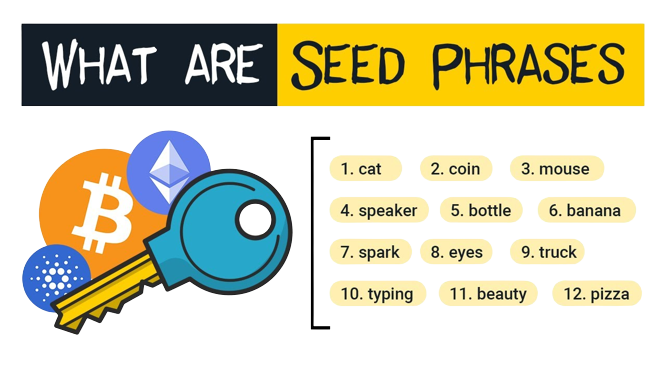 WHAT ARE SEED PHRASES
1. cat 2. coin 3. mouse
4. speaker 5. bottle 6. banana
7. spark 8. eyes 9. truck
10. typing 11. beauty 12. pizza